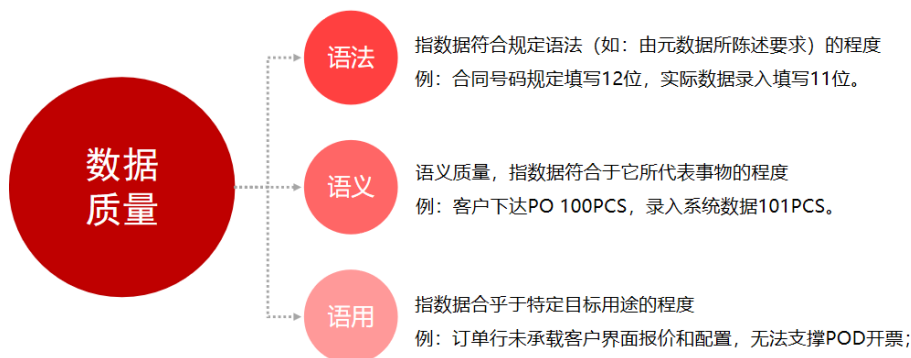 数据
质量
语法
指数据符合规定语法（如：由元数据所陈述要求）的程度
例：合同号码规定填写12位，实际数据录入填写11位。
语义
语义质量，指数据符合于它所代表事物的程度
例：客户下达PO 100PCS，录入系统数据101PCS。
语用
指数据合乎于特定目标用途的程度
例：订单行未承载客户界面报价和配置，无法支撑POD开票；